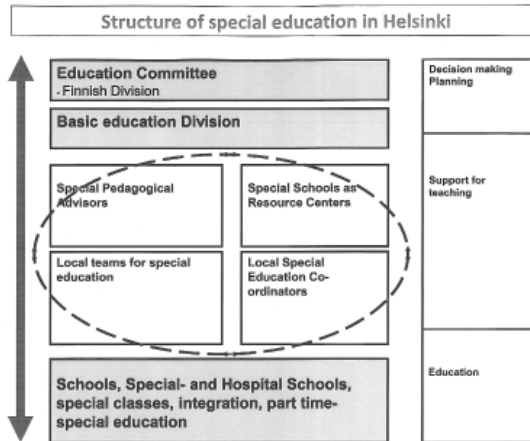 Structure of special education in Helsinki
Education Committee
- Finnish Division
Basic education Division
Special Pedagogical
Advisors
Special Schools as
Resource Centers
Local teams for special
education
Local Special
Education Co-
ordinators
Schools, Special- and Hospital Schools,
special classes, integration, part time-
special education
Decision making
Planning
Support for
teaching
Education